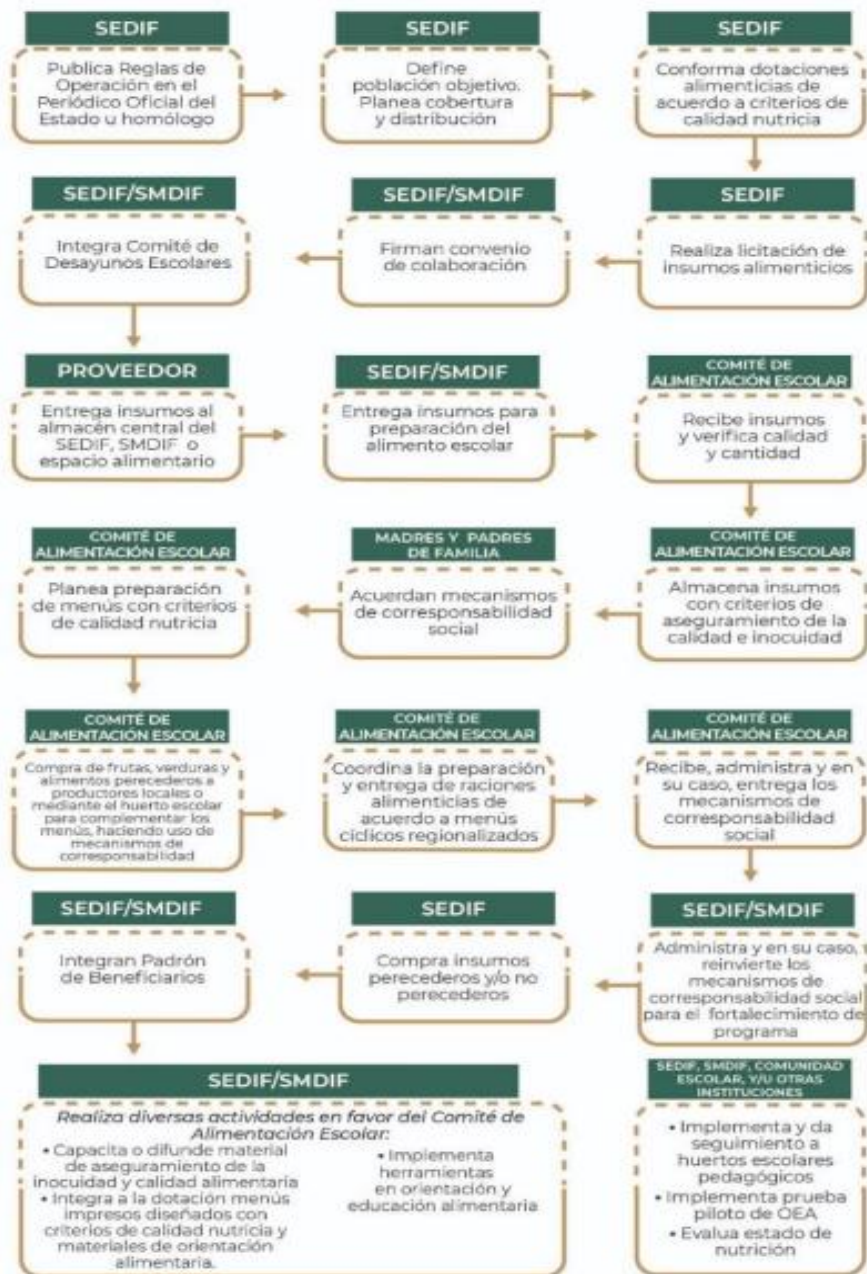 SEDIF
Publica Reglas de
Operación en el
Periódico Oficial del
Estado u homólogo
SEDIF
Define
población objetivo.
Planea cobertura
y distribución
SEDIF
Conforma dotaciones
alimenticias de
acuerdo a criterios de
calidad nutricia
SEDIF
Realiza licitación de
insumos alimenticios
SEDIF/SMDIF
Firman convenio
de colaboración
SEDIF/SMDIF
Integra Comité de
Desayunos Escolares
PROVEEDOR
Entrega insumos al
almacén central del
SEDIF, SMDIF o
espacio alimentario
SEDIF/SMDIF
Entrega insumos para
preparación del
alimento escolar
COMITÉ DE
ALIMENTACIÓN ESCOLAR
Recibe insumos
y verifica calidad
y cantidad
COMITÉ DE
ALIMENTACIÓN ESCOLAR
Almacena insumos
con criterios de
aseguramiento de la
calidad e inocuidad
MADRES Y PADRES
DE FAMILIA
Acuerdan mecanismos
de corresponsabilidad
social
COMITÉ DE
ALIMENTACIÓN ESCOLAR
Planea preparación
de menús con criterios
de calidad nutricia
COMITÉ DE
ALIMENTACIÓN ESCOLAR
Compra de frutas, verduras y
alimentos perecederos a
productores locales o
mediante el huerto escolar
para complementar los
menús, haciendo uso de
mecanismos de
corresponsabilidad
COMITÉ DE
ALIMENTACIÓN ESCOLAR
Coordina la preparación
y entrega de raciones
alimenticias de
acuerdo a menús
cíclicos regionalizados
COMITÉ DE
ALIMENTACIÓN ESCOLAR
Recibe, administra y en
su caso, entrega los
mecanismos de
corresponsabilidad
social
SEDIF/SMDIF
Administra y en su caso,
reinvierte los
mecanismos de
corresponsabilidad social
para el fortalecimiento de
programa
SEDIF
Compra insumos
perecederos y/o no
perecederos
SEDIF/SMDIF
Integran Padrón
de Beneficiarios
SEDIF/SMDIF
Realiza diversas actividades en favor del Comité de
Alimentación Escolar:
• Capacita o difunde material
de aseguramiento de la
inocuidad y calidad alimentaria
• Integra a la dotación menús
impresos diseñados con
criterios de calidad nutricia y
materiales de orientación
alimentaria.
• Implementa
herramientas
en orientación y
educación alimentaria
SEDIF, SMDIF, COMUNIDAD
ESCOLAR, Y/U OTRAS
INSTITUCIONES
• Implementa y da
seguimiento a
huertos escolares
pedagógicos
• Implementa prueba
piloto de OEA
• Evalua estado de
nutrición